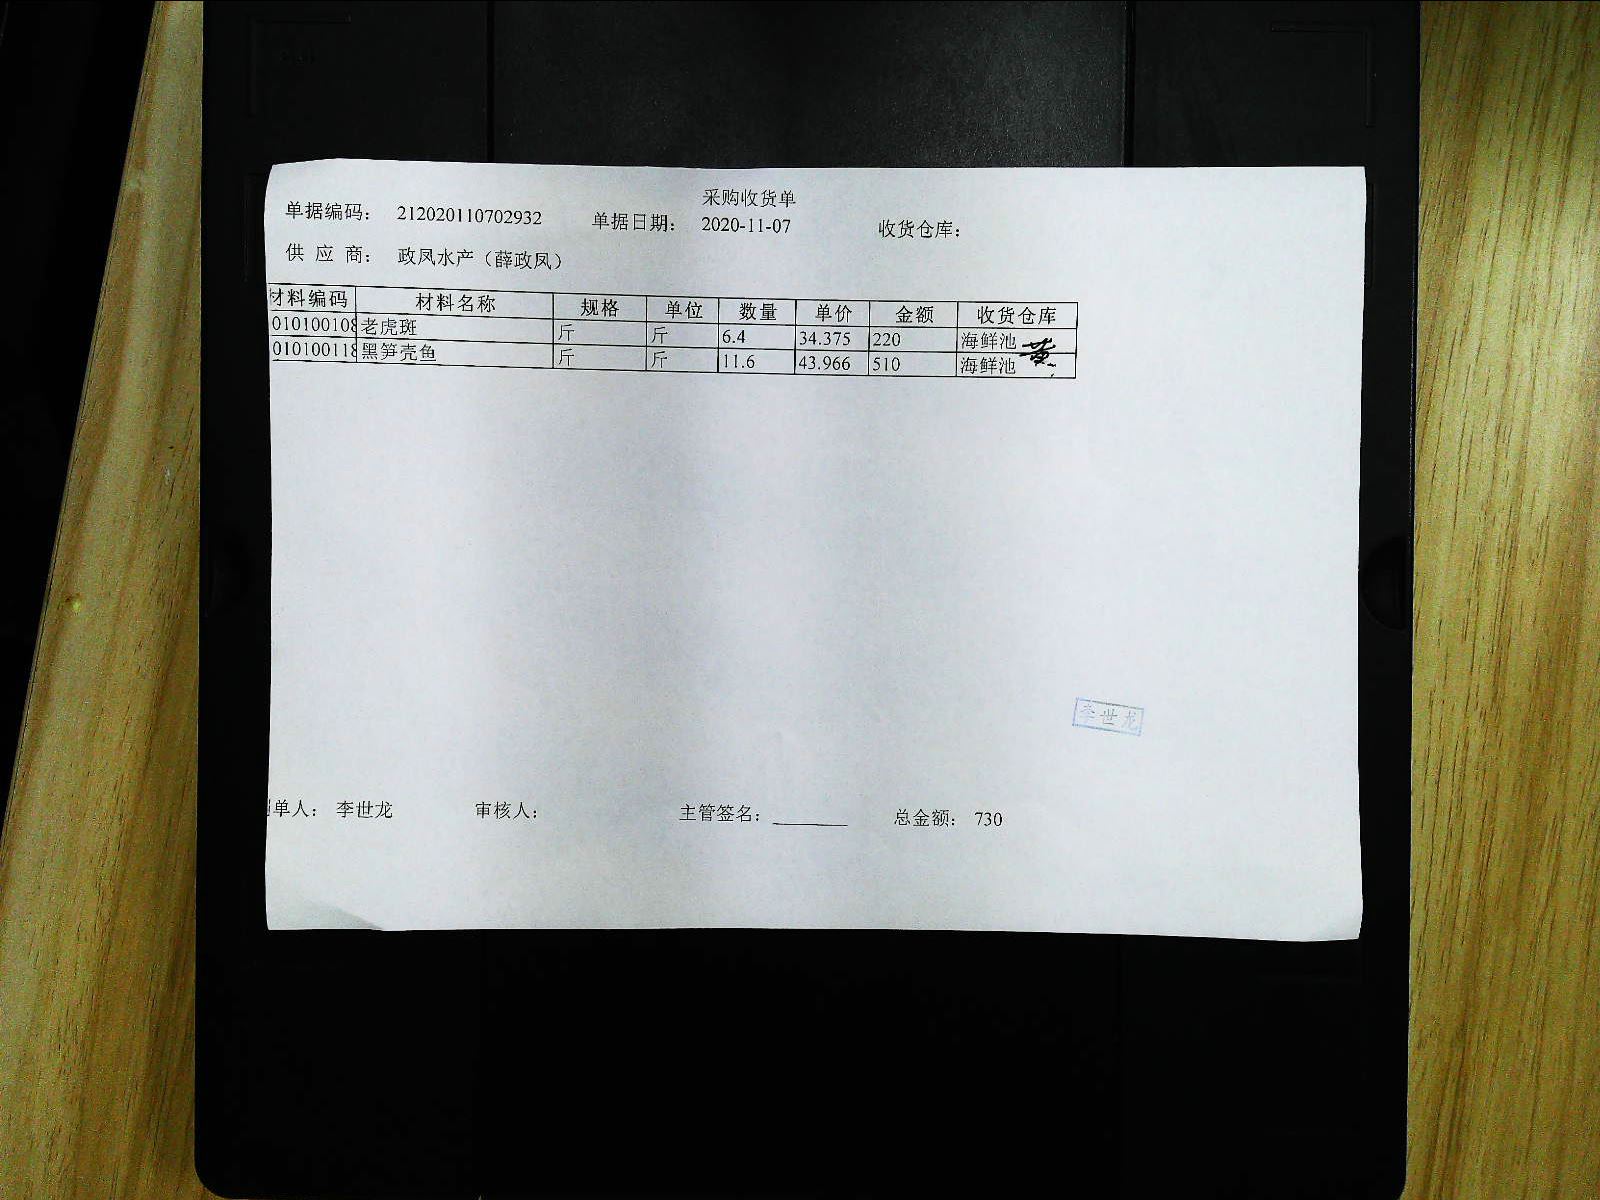 采购收货单
单据编码： 212020110702932 单据日期： 2020-11-07 收货仓库：
供 应 商： 政凤水产（薛政凤）
材料编码 材料名称 规格 单位 数量 单价 金额 收货仓库
010100108 老虎斑 斤 斤 6.4 34.375 220 海鲜池
010100118 黑笋壳鱼 斤 斤 11.6 43.966 510 海鲜池
李世龙
单人： 李世龙 审核人： 主管签名： 总金额： 730